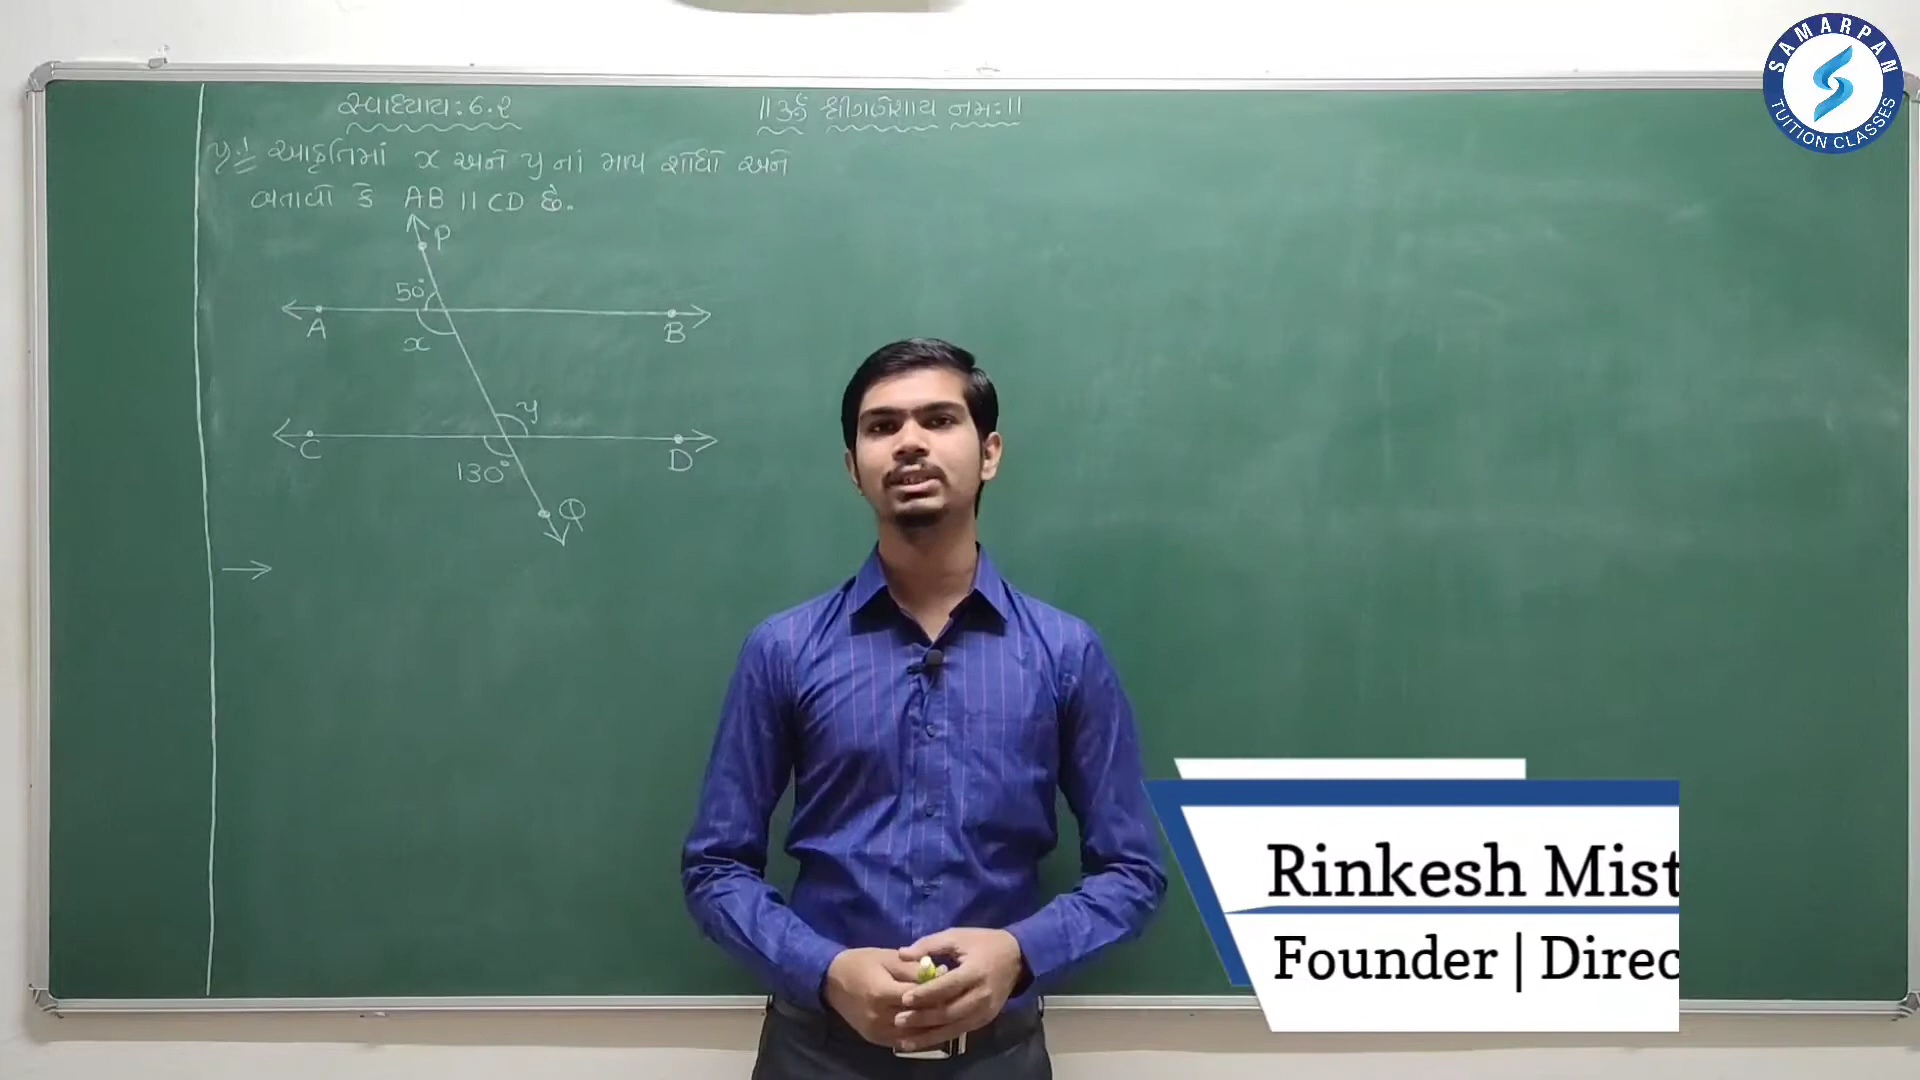 સ્વાધ્યાય: 6.૨
॥ૐ શ્રી ગણેશાય નમ:॥
પ્ર.1 આકૃતિમાં x અને y નાં માપ શોધો અને
બતાવો કે AB || CD છે.
P
50°
A
B
x
y
C
D
130°
Q
SAMARPAN
TUITION CLASSES
Rinkesh Mist
Founder | Direc